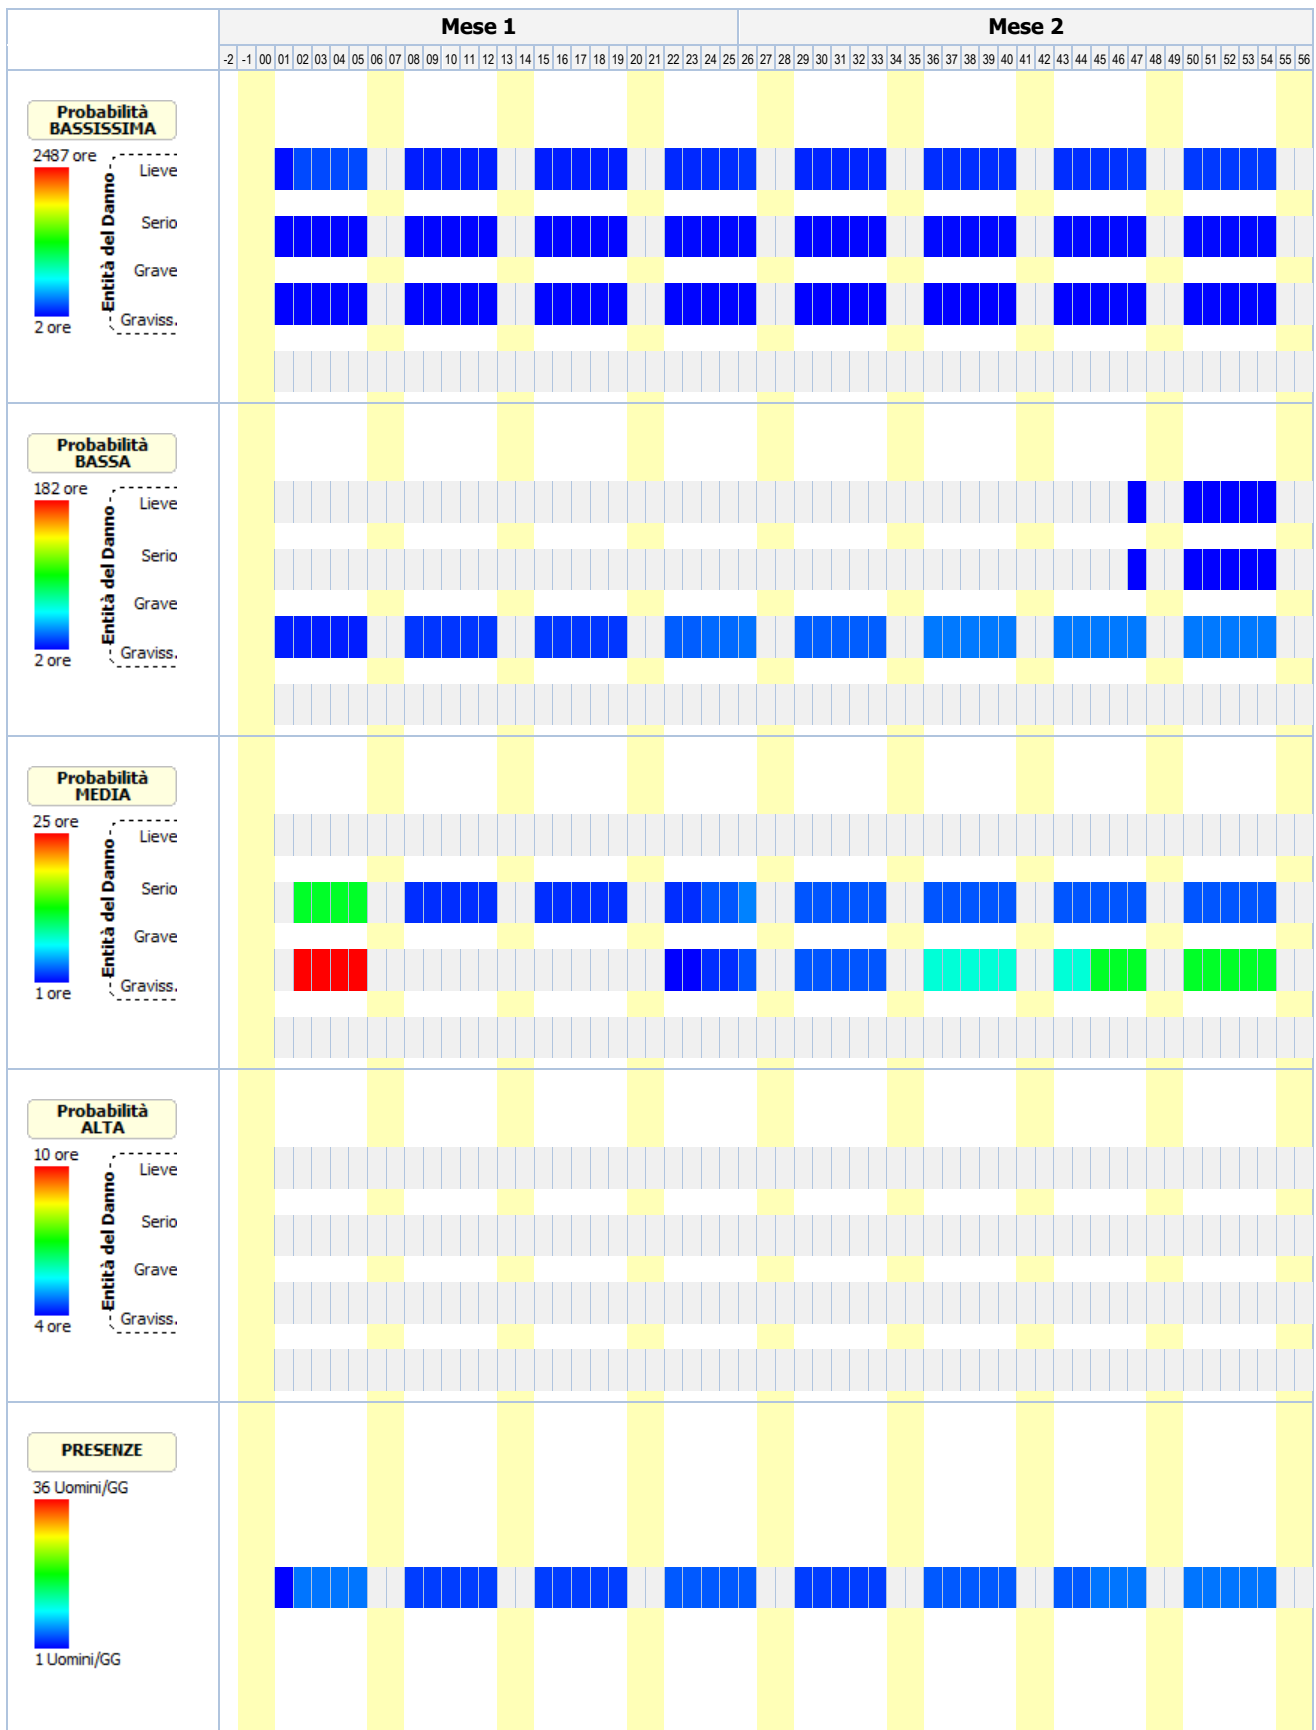 Mese 1 Mese 2
-2 -1 00 01 02 03 04 05 06 07 08 09 10 11 12 13 14 15 16 17 18 19 20 21 22 23 24 25 26 27 28 29 30 31 32 33 34 35 36 37 38 39 40 41 42 43 44 45 46 47 48 49 50 51 52 53 54 55 56
Probabilità
BASSISSIMA
2487 ore
2 ore
Entità del Danno
Lieve
Serio
Grave
Graviss.
Probabilità
BASSA
182 ore
2 ore
Entità del Danno
Lieve
Serio
Grave
Graviss.
Probabilità
MEDIA
25 ore
1 ore
Entità del Danno
Lieve
Serio
Grave
Graviss.
Probabilità
ALTA
10 ore
4 ore
Entità del Danno
Lieve
Serio
Grave
Graviss.
PRESENZE
36 Uomini/GG
1 Uomini/GG